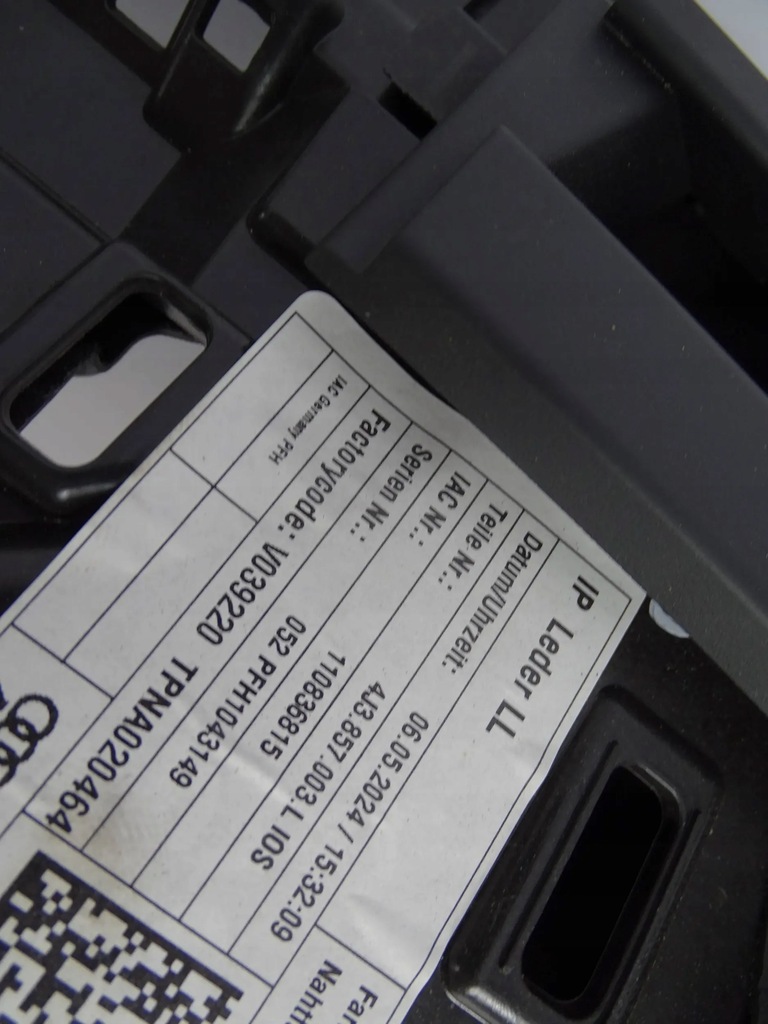 IP Leder LL
Datum/Uhrzeit: 06.05.2024 / 15:32:09
Teile Nr.: 4J3.857.003.L IOS
IAC Nr.: 110836815
Serien Nr.: 052 PFH1043149
Factorycode: V039220 TPNA020464
IAC Germany PFH